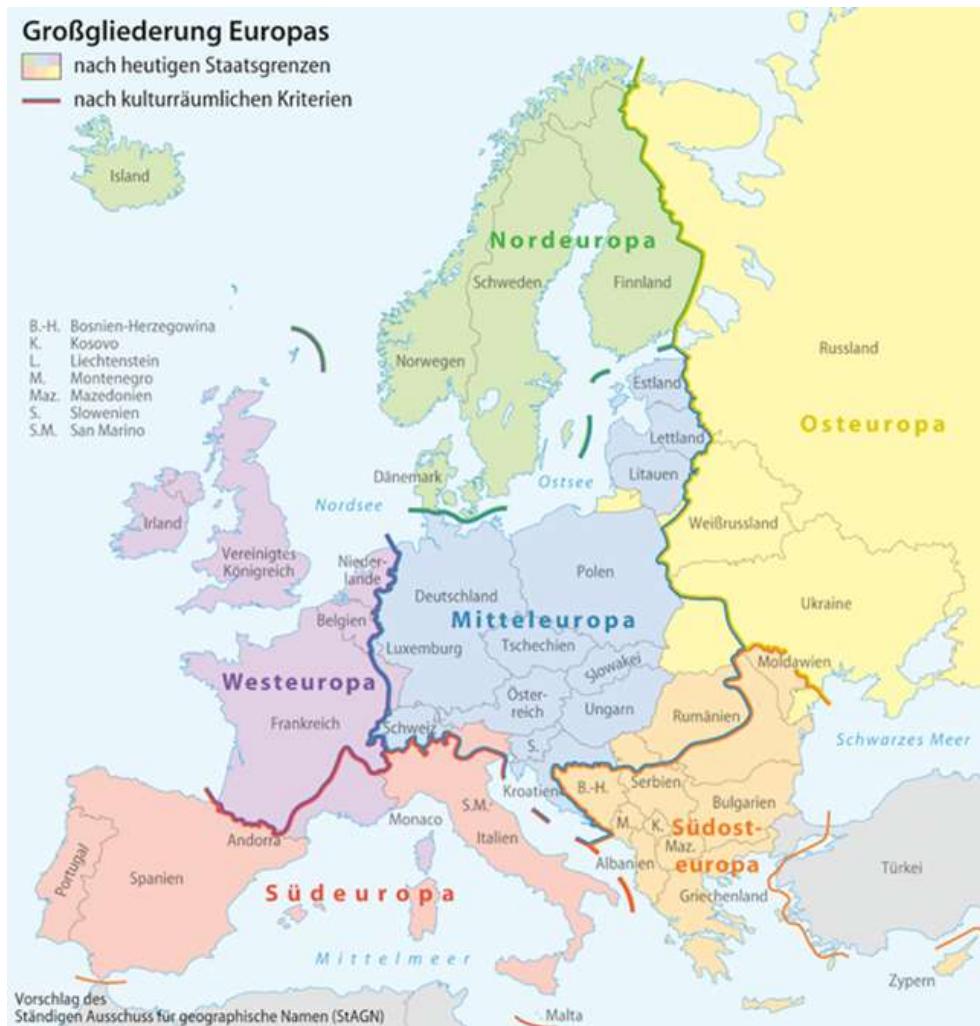 Großgliederung Europas
nach heutigen Staatsgrenzen
nach kulturräumlichen Kriterien
Island
Nordeuropa
Schweden
Finnland
B.-H. Bosnien-Herzegowina
K. Kosovo
L. Liechtenstein
M. Montenegro
Maz. Mazedonien
S. Slowenien
S.M. San Marino
Norwegen
Russland
Estland
Osteuropa
Lettland
Dänemark
Litauen
Ostsee
Nordsee
Irland
Weißrussland
Vereinigtes
Königreich
Nieder-
lande
Polen
Deutschland
Ukraine
Belgien
Mitteleuropa
Luxemburg
Tschechien
Slowakei
Moldawien
Westeuropa
Öster-
reich
Ungarn
Rumänien
Frankreich
Schweiz
Schwarzes Meer
S.
Kroatien
B.-H.
Serbien
S.M.
Bulgarien
Monaco
Andorra
Italien
M.
K.
Südost-
europa
Maz.
Albanien
Türkei
Portugal
Spanien
Südeuropa
Griechenland
Mittelmeer
Zypern
Vorschlag des
Ständigen Ausschuss für geographische Namen (StAGN)
Malta